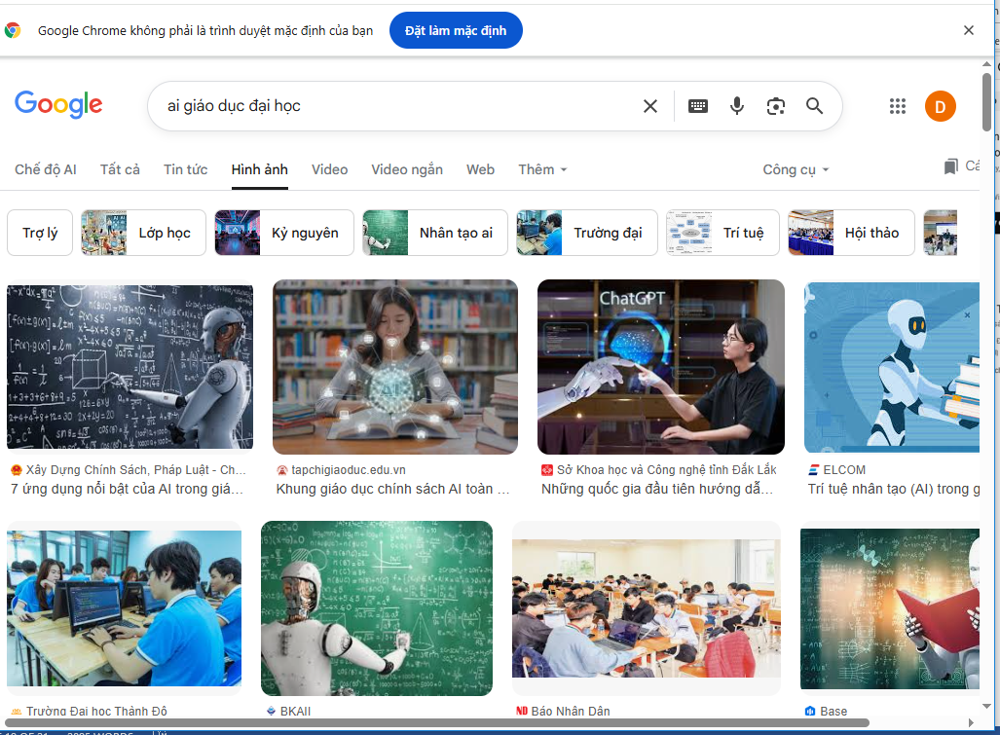 Google Chrome không phải là trình duyệt mặc định của bạn
Đặt làm mặc định
Google
ai giáo dục đại học
D
Chế độ AI
Tất cả
Tin tức
Hình ảnh
Video
Video ngắn
Web
Thêm
Công cụ
Trợ lý
Lớp học
Kỷ nguyên
Nhân tạo ai
Trường đại
Trí tuệ
Hội thảo
ChatGPT
AI
Xây Dựng Chính Sách, Pháp Luật - Ch...
7 ứng dụng nổi bật của AI trong giá...
tapchigiaoduc.edu.vn
Khung giáo dục chính sách AI toàn ...
Sở Khoa học và Công nghệ tỉnh Đắk Lắk
Những quốc gia đầu tiên hướng dẫ...
ELCOM
Trí tuệ nhân tạo (AI) trong g
Trường Đại học Thành Đô
BKAII
Báo Nhân Dân
Base